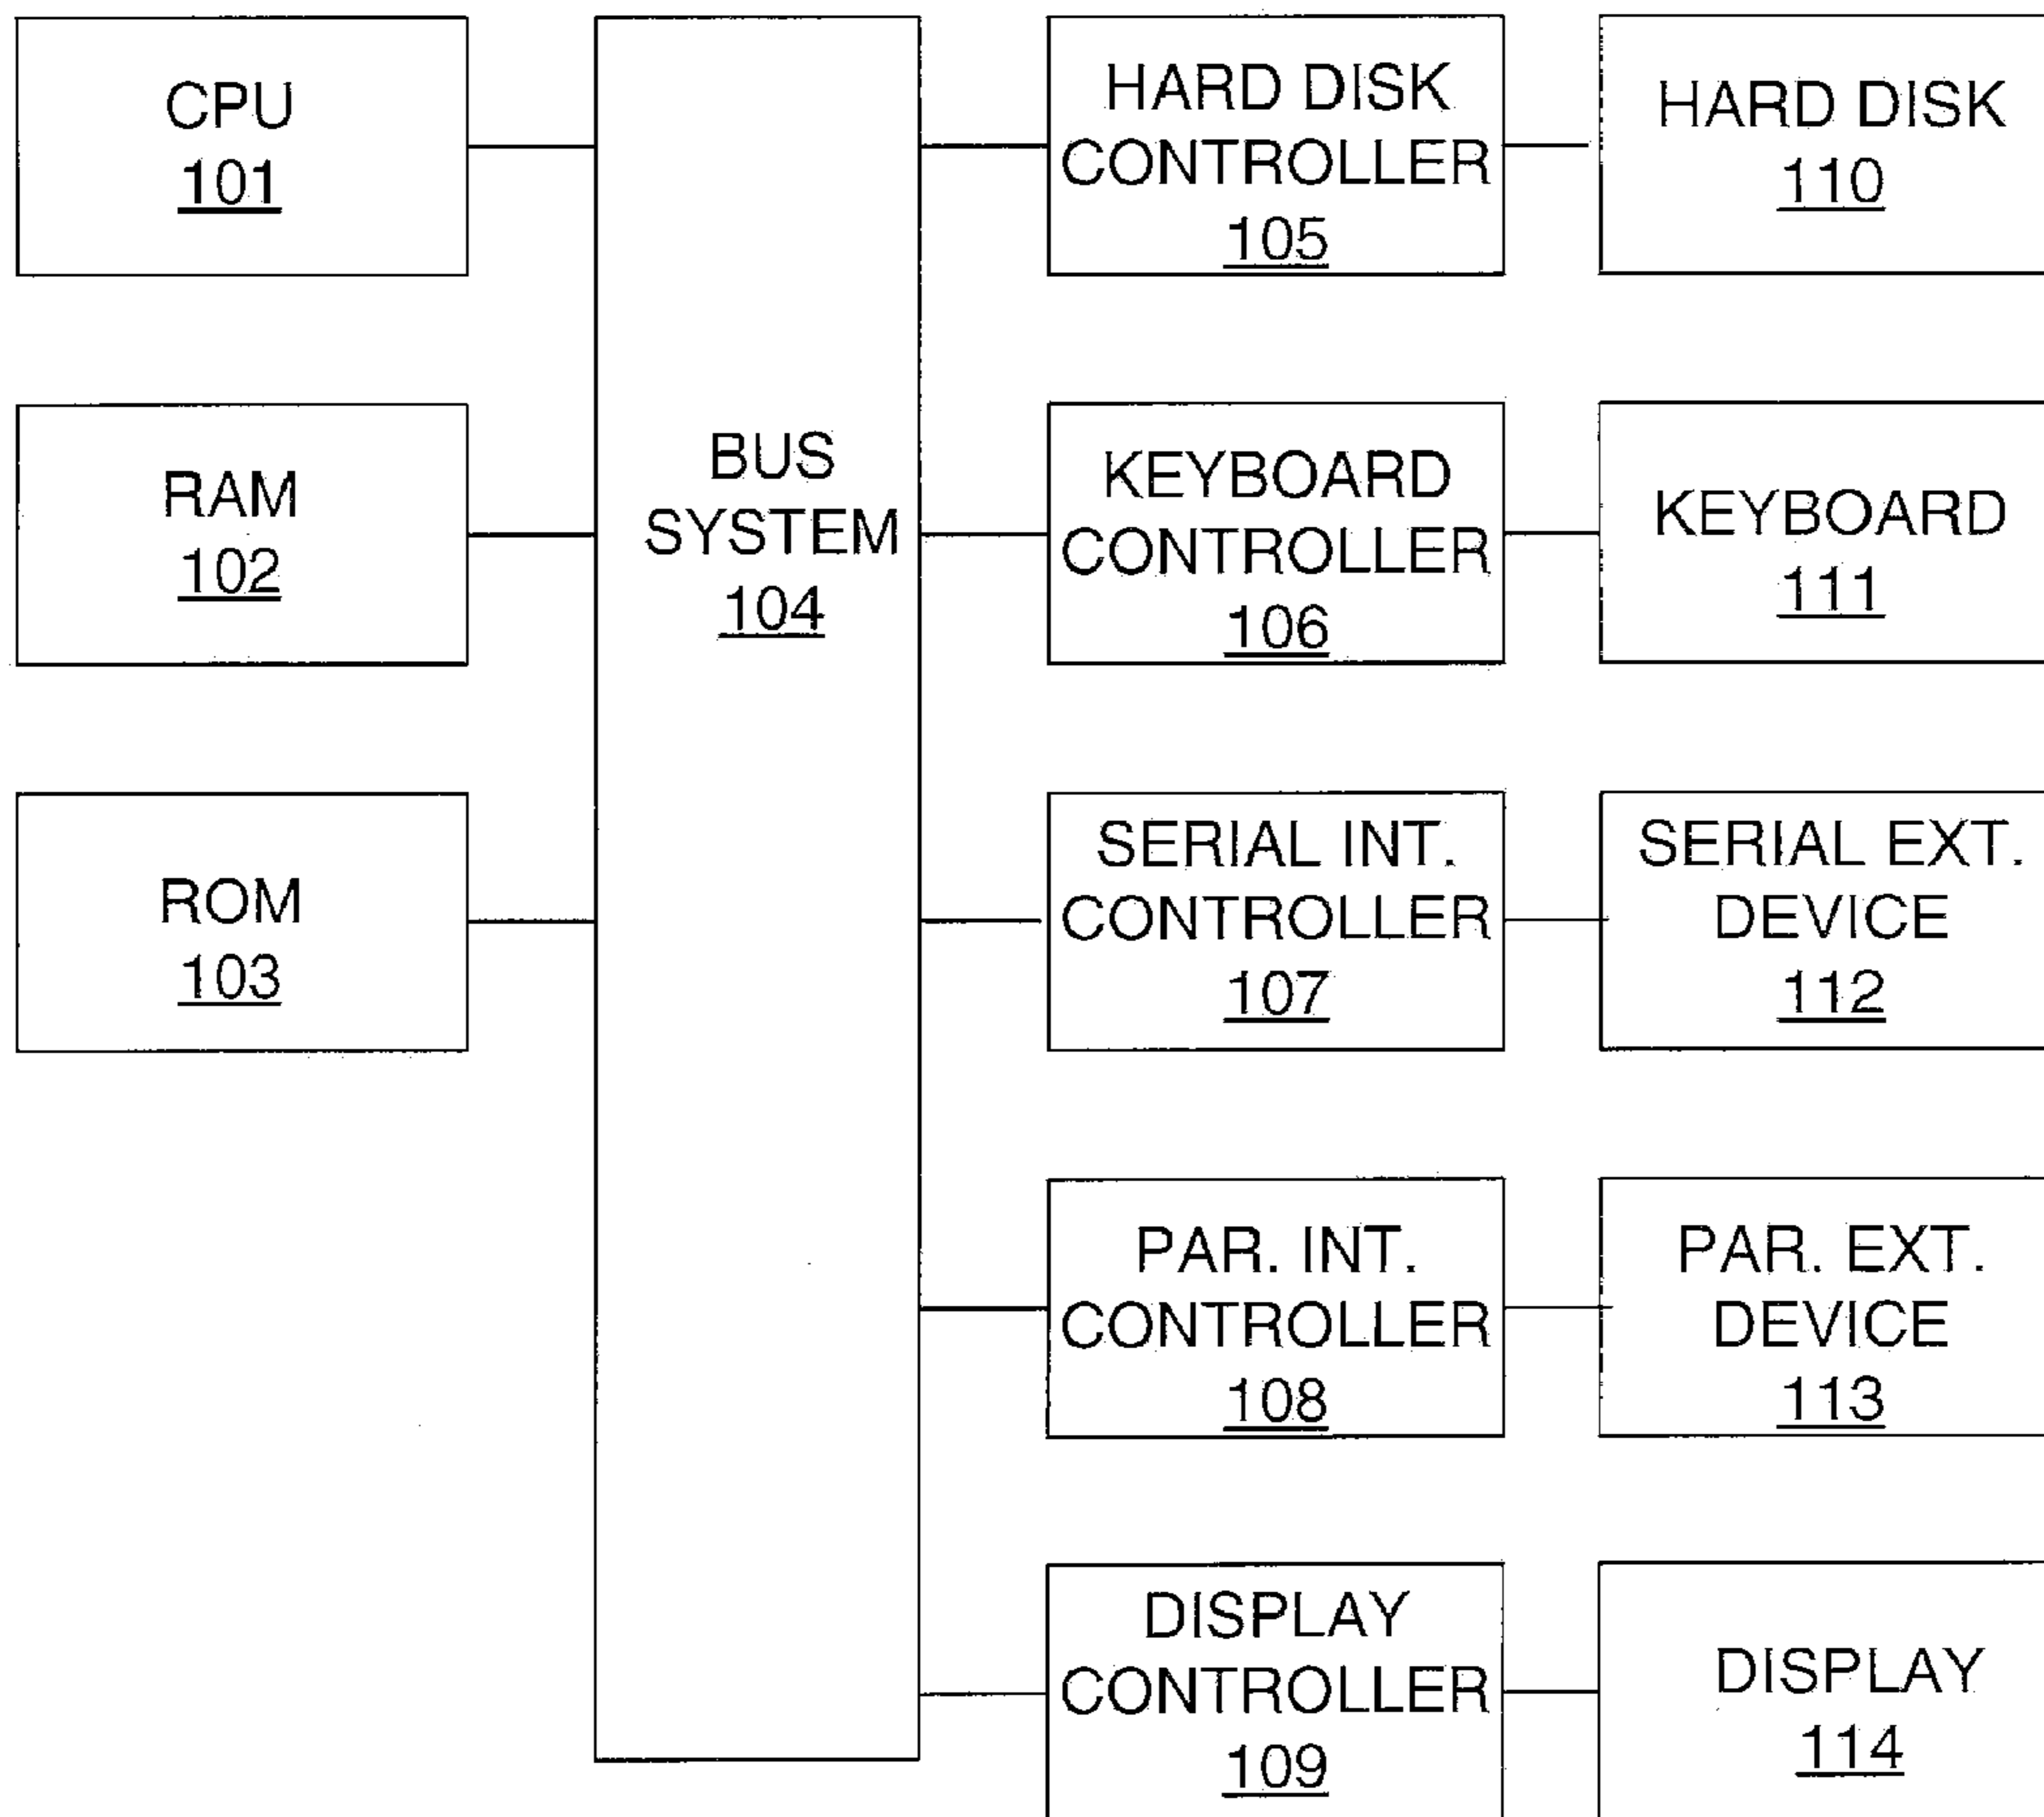 CPU
101
RAM
102
ROM
103
BUS
SYSTEM
104
HARD DISK
CONTROLLER
105
KEYBOARD
CONTROLLER
106
SERIAL INT.
CONTROLLER
107
PAR. INT.
CONTROLLER
108
DISPLAY
CONTROLLER
109
HARD DISK
110
KEYBOARD
111
SERIAL EXT.
DEVICE
112
PAR. EXT.
DEVICE
113
DISPLAY
114